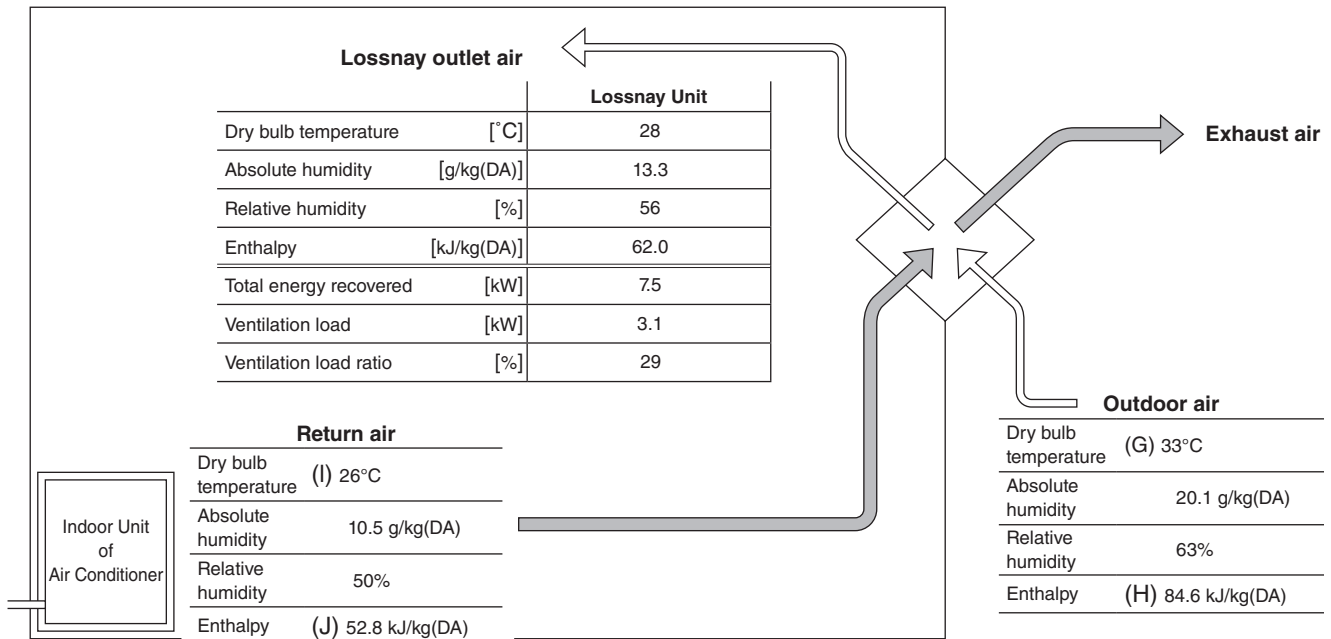 Lossnay outlet air
Lossnay Unit
Dry bulb temperature [˚C] 28
Absolute humidity [g/kg(DA)] 13.3
Relative humidity [%] 56
Enthalpy [kJ/kg(DA)] 62.0
Total energy recovered [kW] 7.5
Ventilation load [kW] 3.1
Ventilation load ratio [%] 29
Exhaust air
Outdoor air
Dry bulb
temperature (G) 33°C
Absolute
humidity 20.1 g/kg(DA)
Relative
humidity 63%
Enthalpy (H) 84.6 kJ/kg(DA)
Return air
Dry bulb
temperature (I) 26°C
Absolute
humidity 10.5 g/kg(DA)
Relative
humidity 50%
Enthalpy (J) 52.8 kJ/kg(DA)
Indoor Unit
of
Air Conditioner